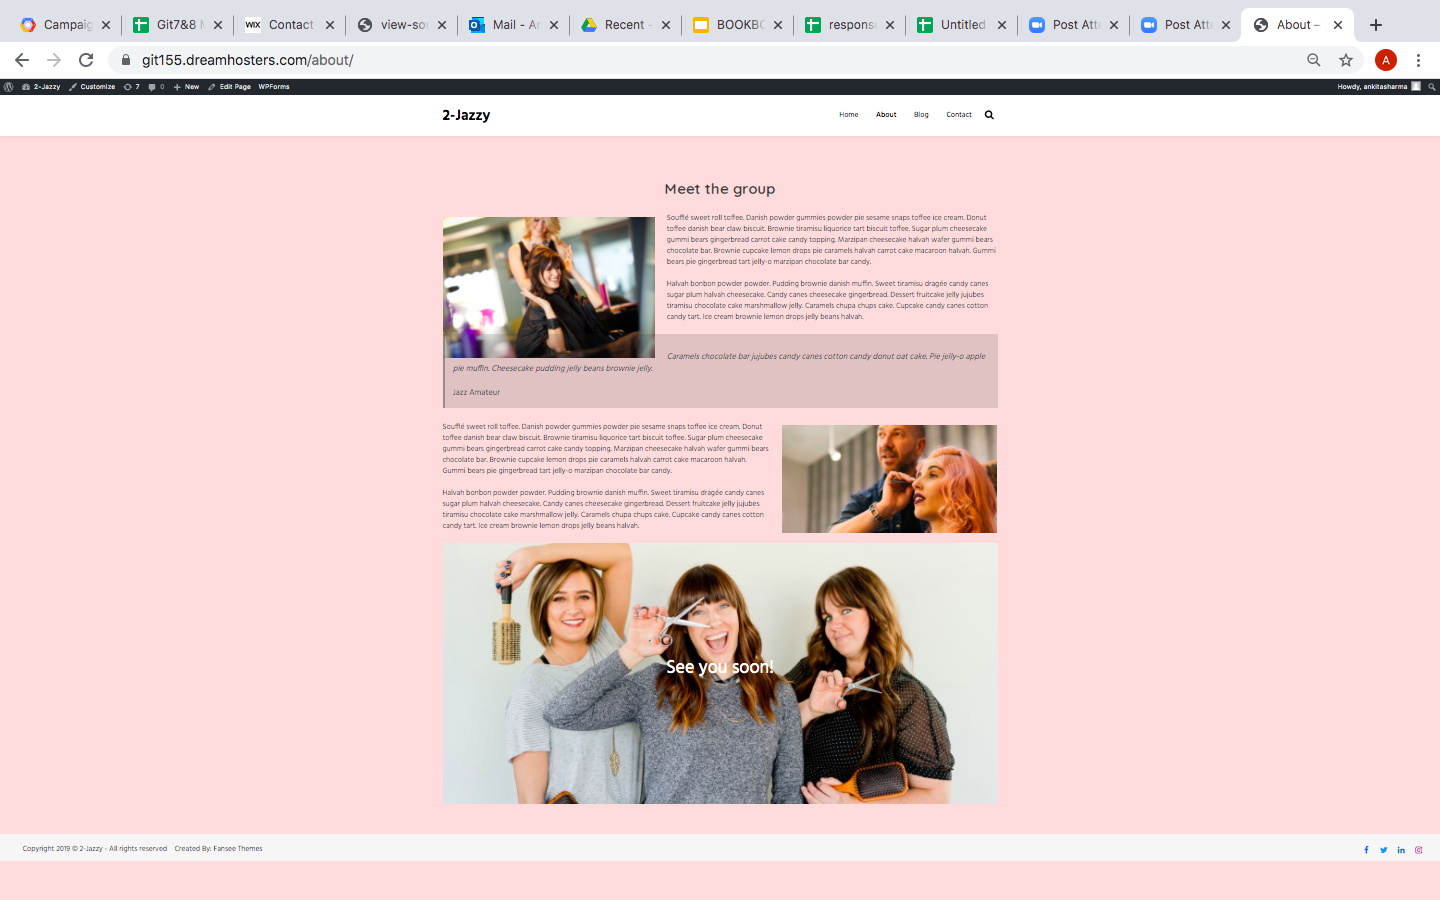 Campaig
Git7&8 M
WIX Contact
view-sou
Mail - An
Recent -
BOOKBO
response
Untitled
Post Atte
Post Atte
About –
git155.dreamhosters.com/about/
A
2-Jazzy Customize 7 0 New Edit Page WPForms
Howdy, ankitasharma
2-Jazzy
Home About Blog Contact
Meet the group
Soufflé sweet roll toffee. Danish powder gummies powder pie sesame snaps toffee ice cream. Donut
toffee danish bear claw biscuit. Brownie tiramisu liquorice tart biscuit toffee. Sugar plum cheesecake
gummi bears gingerbread carrot cake candy topping. Marzipan cheesecake halvah wafer gummi bears
chocolate bar. Brownie cupcake lemon drops pie caramels halvah carrot cake macaroon halvah. Gummi
bears pie gingerbread tart jelly-o marzipan chocolate bar candy.
Halvah bonbon powder powder. Pudding brownie danish muffin. Sweet tiramisu dragée candy canes
sugar plum halvah cheesecake. Candy canes cheesecake gingerbread. Dessert fruitcake jelly jujubes
tiramisu chocolate cake marshmallow jelly. Caramels chupa chups cake. Cupcake candy canes cotton
candy tart. Ice cream brownie lemon drops jelly beans halvah.
Caramels chocolate bar jujubes candy canes cotton candy donut oat cake. Pie jelly-o apple
pie muffin. Cheesecake pudding jelly beans brownie jelly.
Jazz Amateur
Soufflé sweet roll toffee. Danish powder gummies powder pie sesame snaps toffee ice cream. Donut
toffee danish bear claw biscuit. Brownie tiramisu liquorice tart biscuit toffee. Sugar plum cheesecake
gummi bears gingerbread carrot cake candy topping. Marzipan cheesecake halvah wafer gummi bears
chocolate bar. Brownie cupcake lemon drops pie caramels halvah carrot cake macaroon halvah.
Gummi bears pie gingerbread tart jelly-o marzipan chocolate bar candy.
Halvah bonbon powder powder. Pudding brownie danish muffin. Sweet tiramisu dragée candy canes
sugar plum halvah cheesecake. Candy canes cheesecake gingerbread. Dessert fruitcake jelly jujubes
tiramisu chocolate cake marshmallow jelly. Caramels chupa chups cake. Cupcake candy canes cotton
candy tart. Ice cream brownie lemon drops jelly beans halvah.
See you soon!
Copyright 2019 © 2-Jazzy - All rights reserved Created By: Fansee Themes